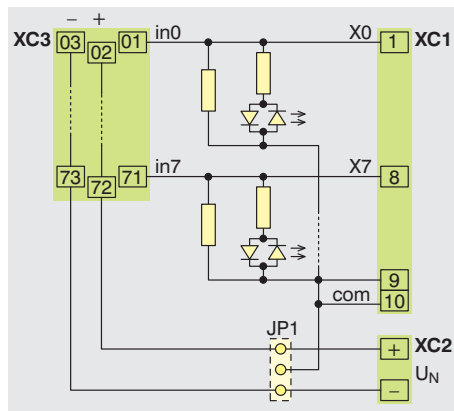 − +
XC3 03 02 01 in0 X0 1 XC1
73 72 71 in7 X7 8
9
com 10
JP1
+ XC2
UN
−